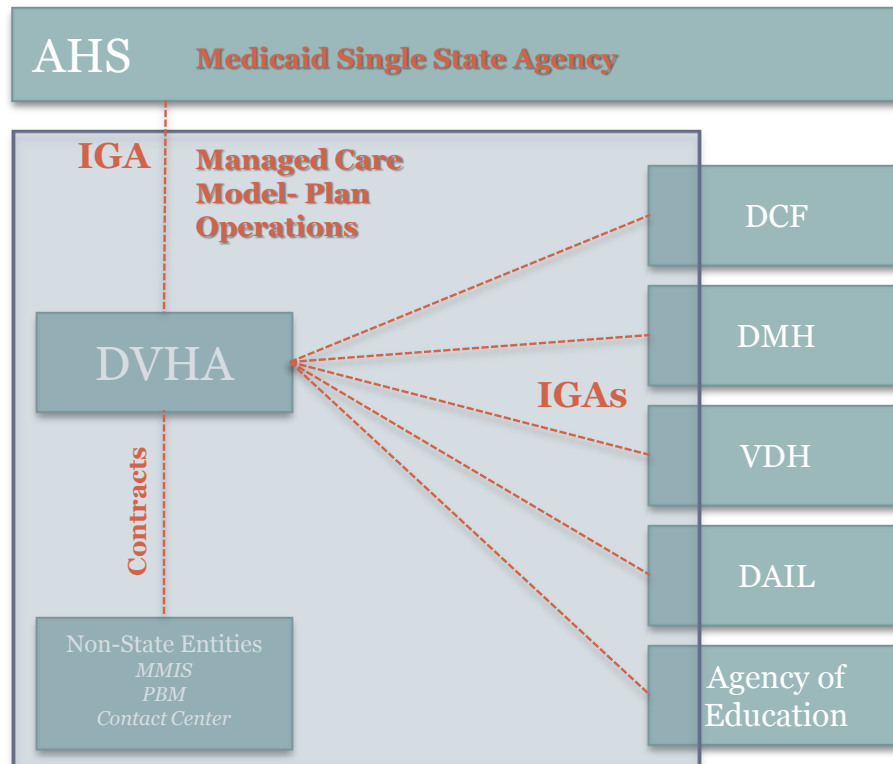 AHS Medicaid Single State Agency
IGA
Managed Care
Model- Plan
Operations
DCF
DMH
DVHA
IGAs
VDH
Contracts
DAIL
Non-State Entities
MMIS
PBM
Contact Center
Agency of
Education